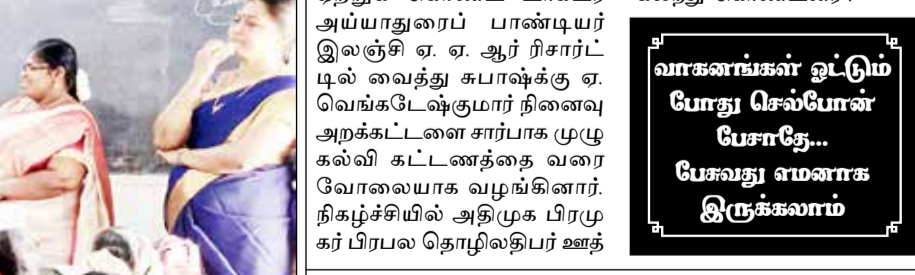 அய்யாதுரைப் பாண்டியர்
இலஞ்சி ஏ. ஏ. ஆர் ரிசார்ட்
டில் வைத்து சுபாஷ்க்கு ஏ.
வெங்கடேஷ்குமார் நினைவு
அறக்கட்டளை சார்பாக முழு
கல்வி கட்டணத்தை வரை
வோலையாக வழங்கினார்.
நிகழ்ச்சியில் அதிமுக பிரமு
கர் பிரபல தொழிலதிபர் ஊத்
வாகனங்கள் ஓட்டும்
போது செல்போன்
பேசாதே...
பேசுவது எமனாக
இருக்கலாம்